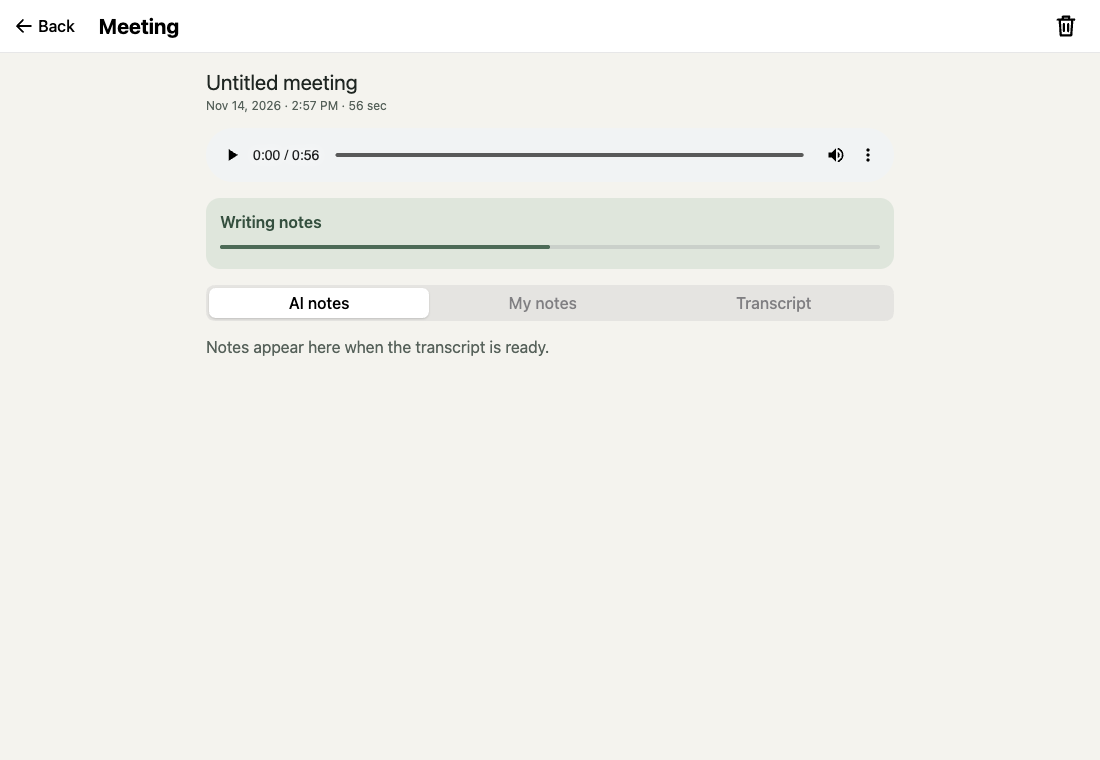 Back Meeting
Untitled meeting
Nov 14, 2026 · 2:57 PM · 56 sec
0:00 / 0:56
Writing notes
AI notes My notes Transcript
Notes appear here when the transcript is ready.